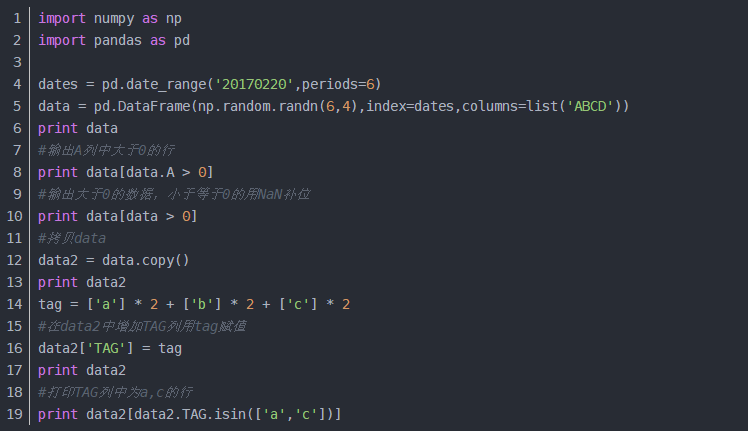 1 import numpy as np
2 import pandas as pd
3
4 dates = pd.date_range('20170220',periods=6)
5 data = pd.DataFrame(np.random.randn(6,4),index=dates,columns=list('ABCD'))
6 print data
7 #输出A列中大于0的行
8 print data[data.A > 0]
9 #输出大于0的数据，小于等于0的用NaN补位
10 print data[data > 0]
11 #拷贝data
12 data2 = data.copy()
13 print data2
14 tag = ['a'] * 2 + ['b'] * 2 + ['c'] * 2
15 #在data2中增加TAG列用tag赋值
16 data2['TAG'] = tag
17 print data2
18 #打印TAG列中为a,c的行
19 print data2[data2.TAG.isin(['a','c'])]